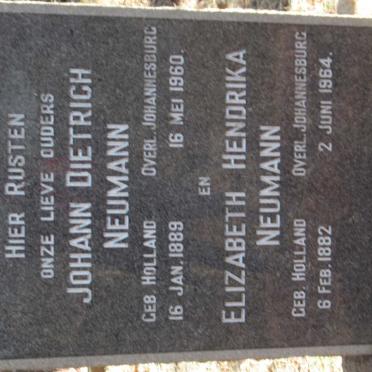 HIER RUSTEN
ONZE LIEVE OUDERS
JOHANN DIETRICH
NEUMANN
GEB HOLLAND OVERL. JOHANNESBURG
16 JAN. 1889 16 MEI 1960.
EN
ELIZABETH HENDRIKA
NEUMANN
GEB. HOLLAND OVERL. JOHANNESBURG
6 FEB. 1882 2 JUNI 1964.